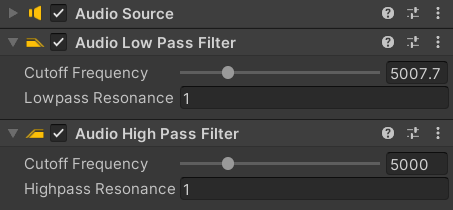 Audio Source
Audio Low Pass Filter
Cutoff Frequency 5007.7
Lowpass Resonance 1
Audio High Pass Filter
Cutoff Frequency 5000
Highpass Resonance 1